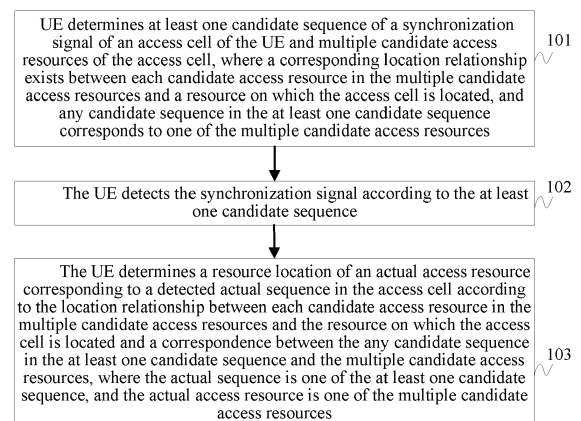 UE determines at least one candidate sequence of a synchronization
signal of an access cell of the UE and multiple candidate access
resources of the access cell, where a corresponding location relationship
exists between each candidate access resource in the multiple candidate
access resources and a resource on which the access cell is located, and
any candidate sequence in the at least one candidate sequence
corresponds to one of the multiple candidate access resources
101
The UE detects the synchronization signal according to the at least
one candidate sequence
102
The UE determines a resource location of an actual access resource
corresponding to a detected actual sequence in the access cell according
to the location relationship between each candidate access resource in the
multiple candidate access resources and the resource on which the access
cell is located and a correspondence between the any candidate sequence
in the at least one candidate sequence and the multiple candidate access
resources, where the actual sequence is one of the at least one candidate
sequence, and the actual access resource is one of the multiple candidate
access resources
103